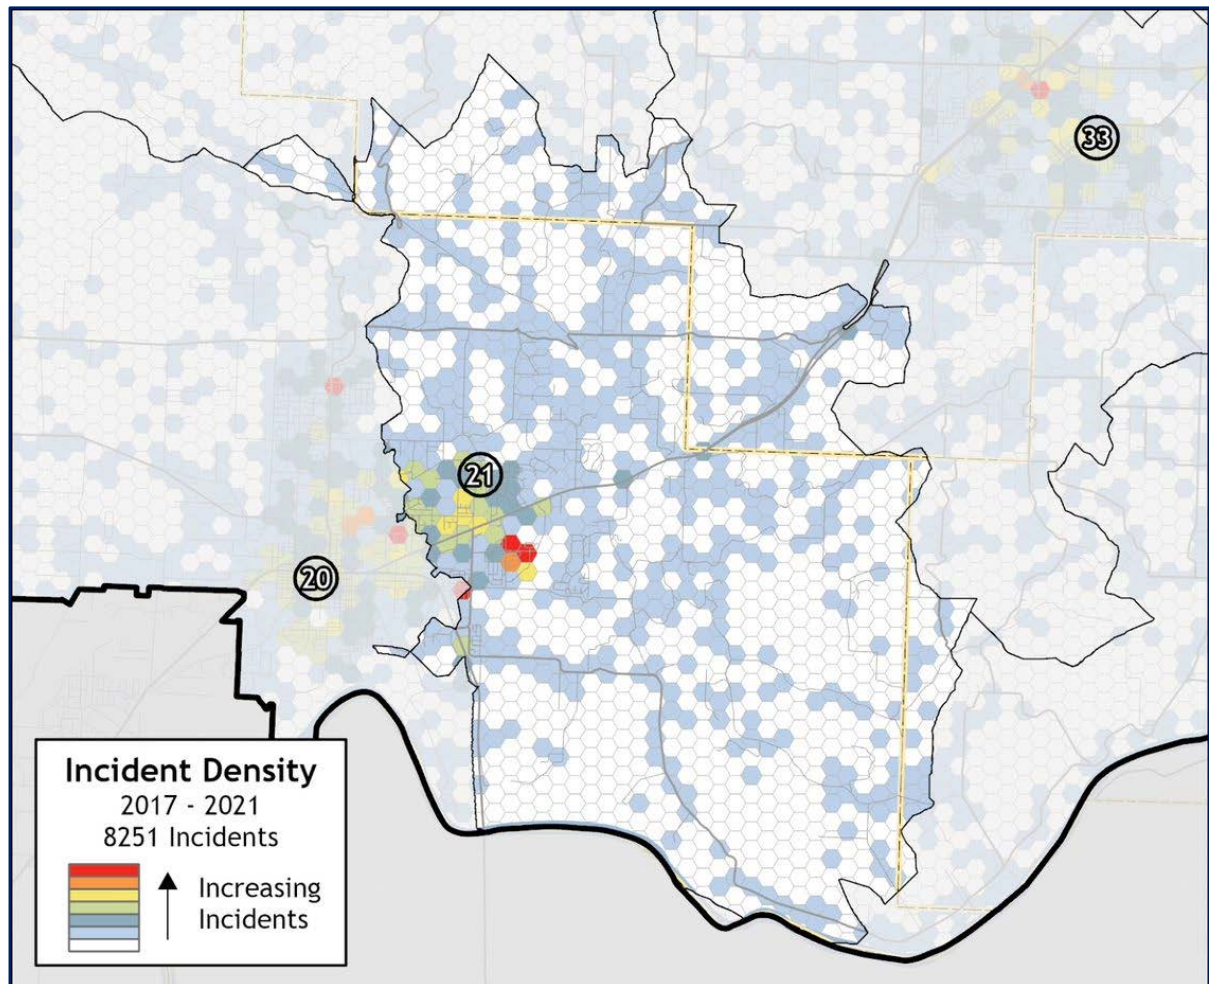 33
21
20
Incident Density
2017 - 2021
8251 Incidents
Increasing
Incidents